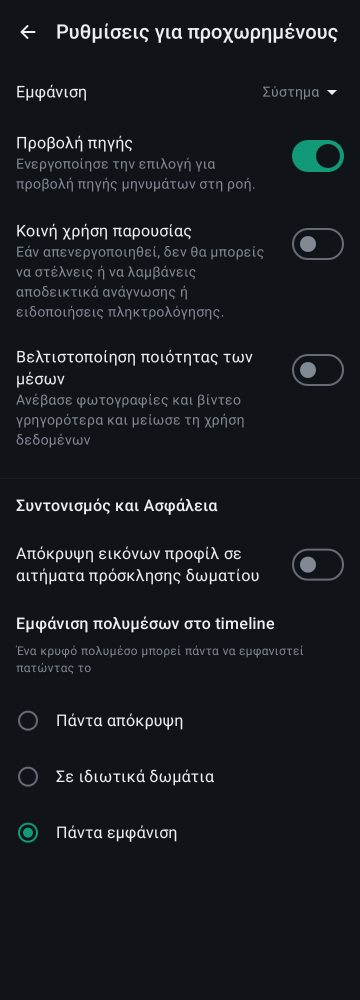 Ρυθμίσεις για προχωρημένους
Εμφάνιση
Σύστημα
Προβολή πηγής
Ενεργοποίησε την επιλογή για
προβολή πηγής μηνυμάτων στη ροή.
Κοινή χρήση παρουσίας
Εάν απενεργοποιηθεί, δεν θα μπορείς
να στέλνεις ή να λαμβάνεις
αποδεικτικά ανάγνωσης ή
ειδοποιήσεις πληκτρολόγησης.
Βελτιστοποίηση ποιότητας των
μέσων
Ανέβασε φωτογραφίες και βίντεο
γρηγορότερα και μείωσε τη χρήση
δεδομένων
Συντονισμός και Ασφάλεια
Απόκρυψη εικόνων προφίλ σε
αιτήματα πρόσκλησης δωματίου
Εμφάνιση πολυμέσων στο timeline
Ένα κρυφό πολυμέσο μπορεί πάντα να εμφανιστεί
πατώντας το
Πάντα απόκρυψη
Σε ιδιωτικά δωμάτια
Πάντα εμφάνιση